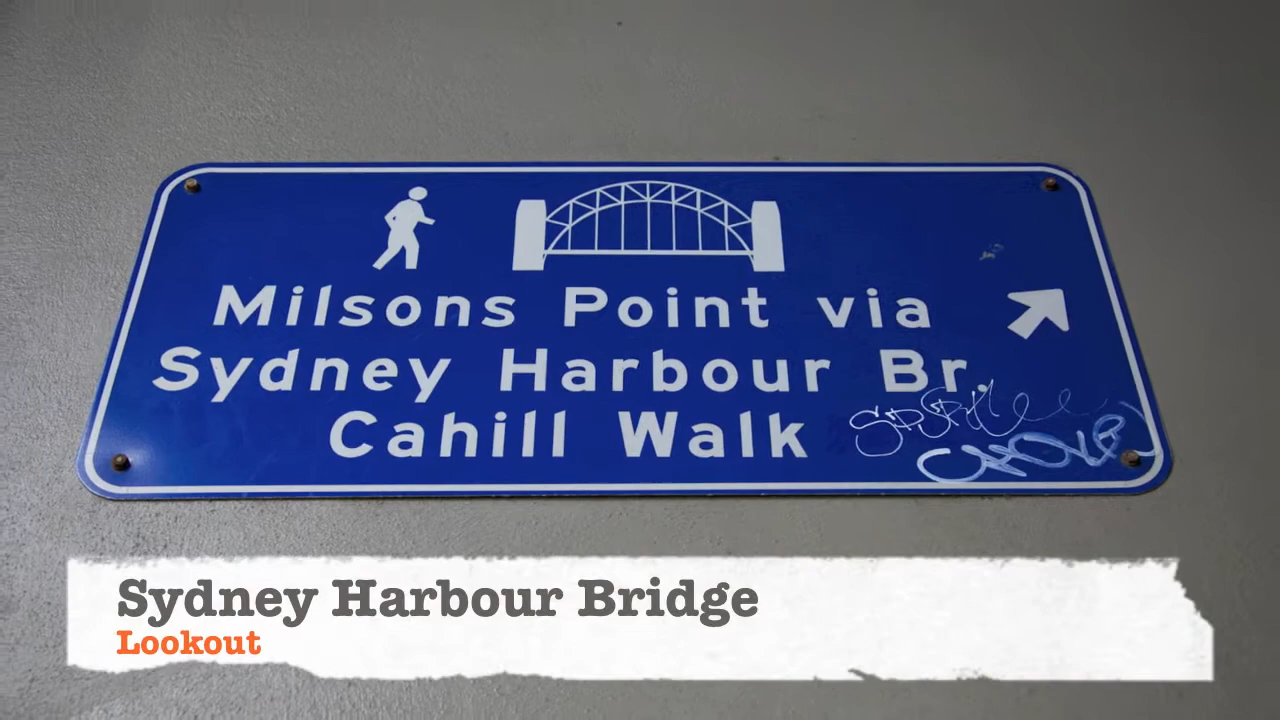 Milsons Point via
Sydney Harbour Br.
Cahill Walk
Sydney Harbour Bridge
Lookout